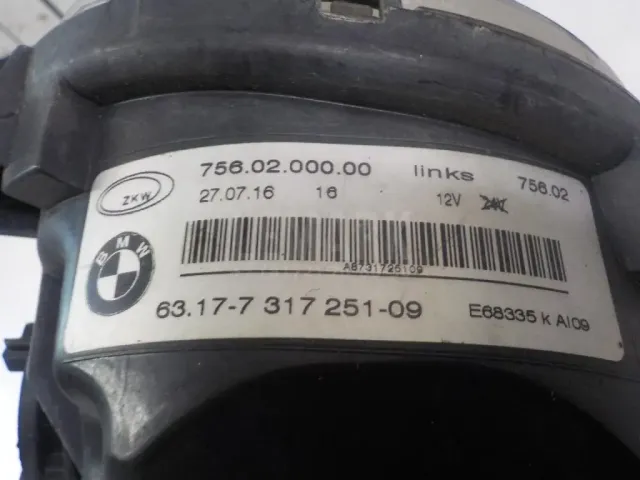 756.02.000.00 links 756.02
ZKW 27.07.16 16 12V
BMW
A8731725109
63.17-7 317 251-09 E68335 K AI09